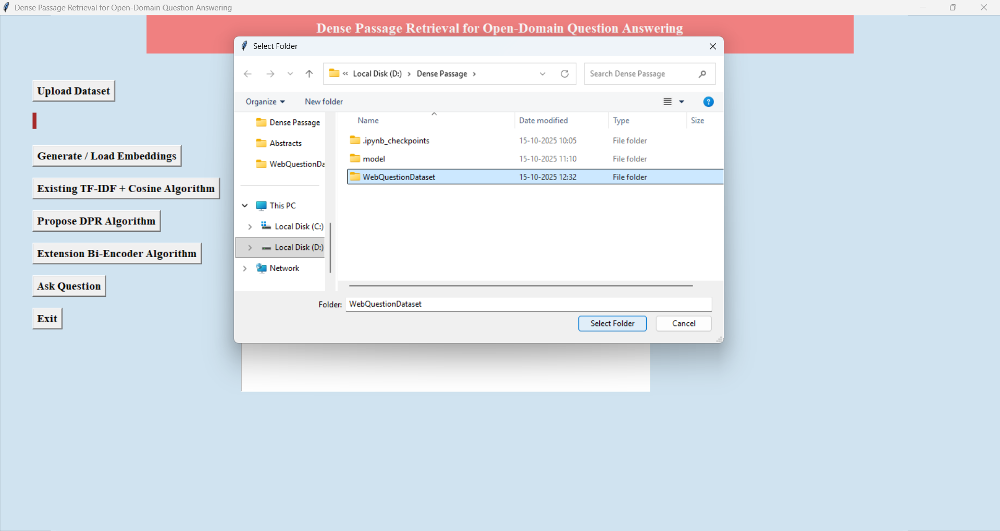 Dense Passage Retrieval for Open-Domain Question Answering
Dense Passage Retrieval for Open-Domain Question Answering
Select Folder
« Local Disk (D:) › Dense Passage ›
Search Dense Passage
Organize
New folder
?
Name Date modified Type Size
.ipynb_checkpoints 15-10-2025 10:05 File folder
model 15-10-2025 11:10 File folder
WebQuestionDataset 15-10-2025 12:32 File folder
Dense Passage
Abstracts
WebQuestionDa
This PC
Local Disk (C:)
Local Disk (D:)
Network
Folder: WebQuestionDataset
Select Folder
Cancel
Upload Dataset
Generate / Load Embeddings
Existing TF-IDF + Cosine Algorithm
Propose DPR Algorithm
Extension Bi-Encoder Algorithm
Ask Question
Exit